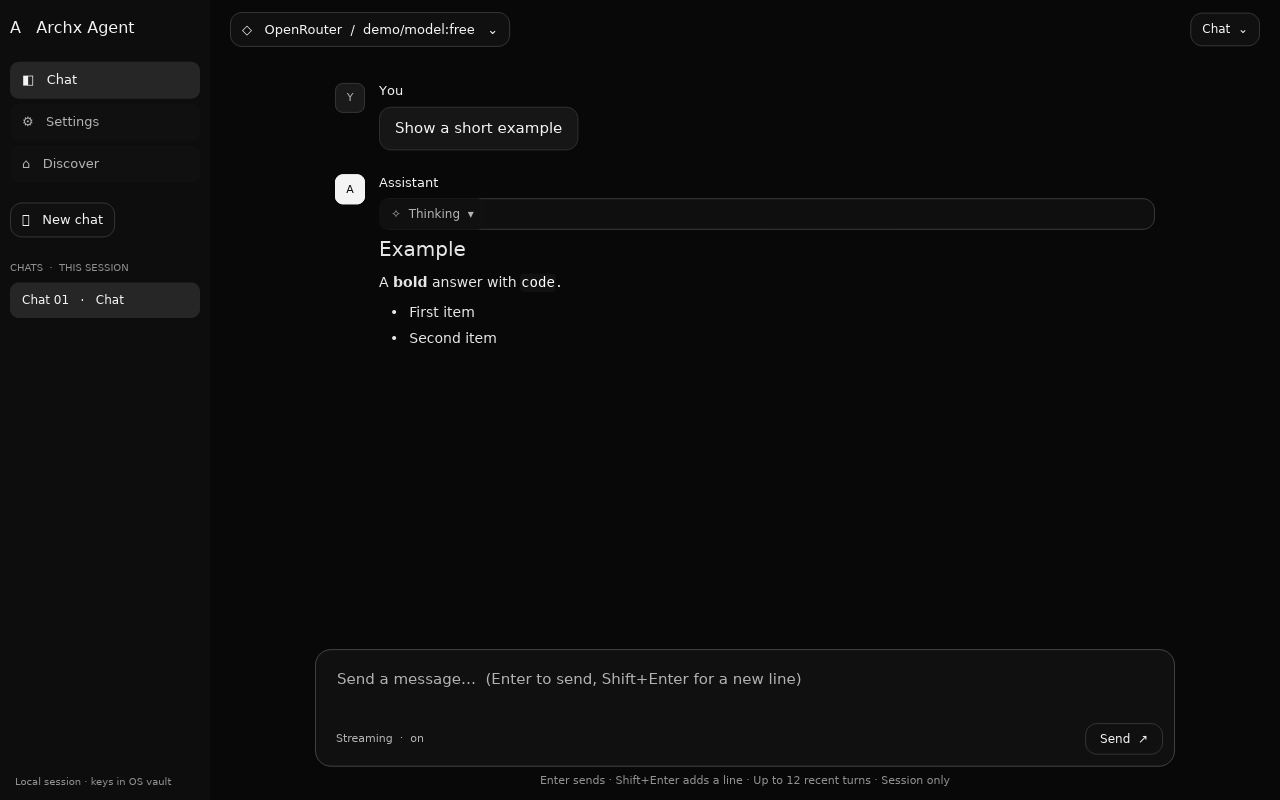 A Archx Agent
Chat
Settings
Discover
New chat
CHATS · THIS SESSION
Chat 01 · Chat
Local session · keys in OS vault
OpenRouter / demo/model:free
Chat
Y
You
Show a short example
A
Assistant
Thinking
Example
A bold answer with code.
• First item
• Second item
Send a message… (Enter to send, Shift+Enter for a new line)
Streaming · on
Send ↗
Enter sends · Shift+Enter adds a line · Up to 12 recent turns · Session only